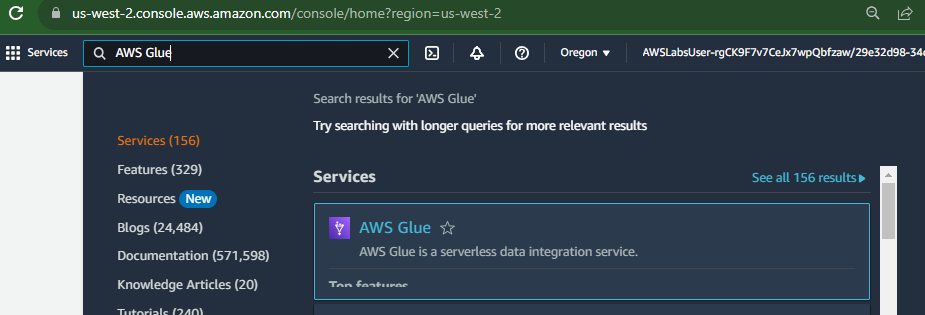 us-west-2.console.aws.amazon.com/console/home?region=us-west-2
Services
AWS Glue
Oregon
AWSLabsUser-rgCK9F7v7CeJx7wpQbfzaw/29e32d98-34
Search results for 'AWS Glue'
Try searching with longer queries for more relevant results
Services (156)
Features (329)
Resources New
Blogs (24,484)
Documentation (571,598)
Knowledge Articles (20)
Tutorials (240)
Services
See all 156 results
AWS Glue
AWS Glue is a serverless data integration service.
Top features